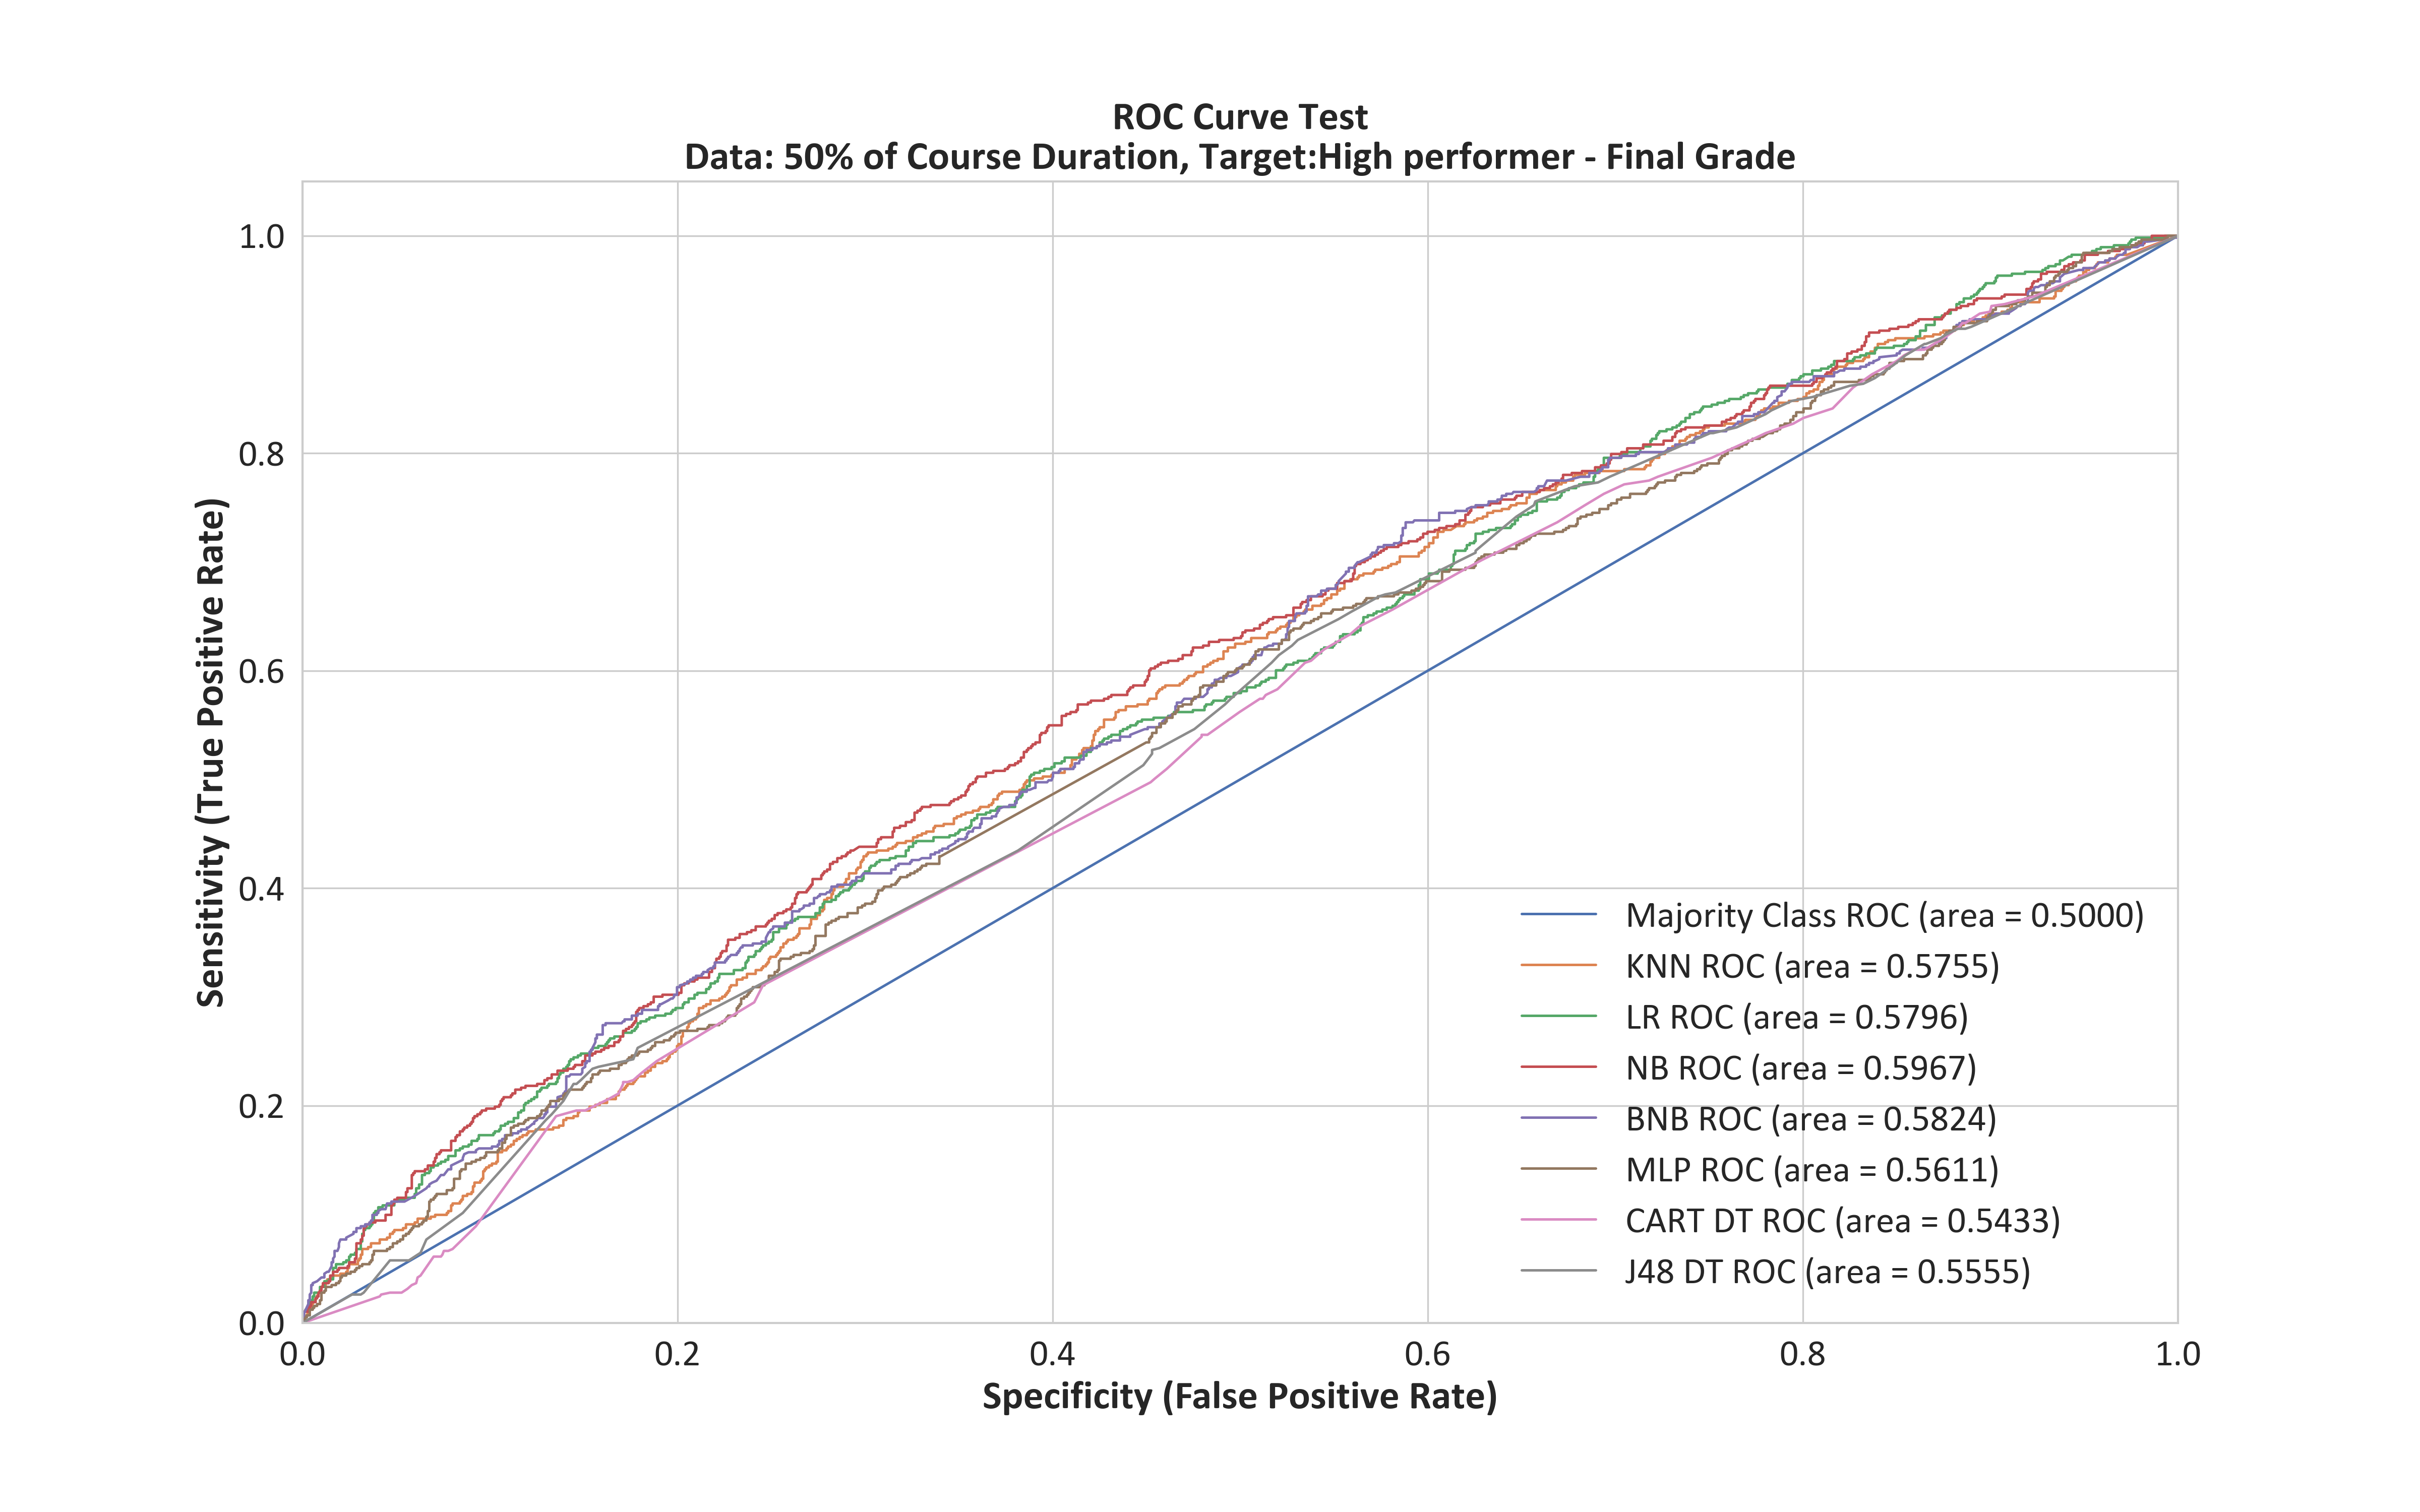 ROC Curve Test
Data: 50% of Course Duration, Target:High performer - Final Grade
Sensitivity (True Positive Rate)
1.0
0.8
0.6
0.4
0.2
0.0
Majority Class ROC (area = 0.5000)
KNN ROC (area = 0.5755)
LR ROC (area = 0.5796)
NB ROC (area = 0.5967)
BNB ROC (area = 0.5824)
MLP ROC (area = 0.5611)
CART DT ROC (area = 0.5433)
J48 DT ROC (area = 0.5555)
0.0 0.2 0.4 0.6 0.8 1.0
Specificity (False Positive Rate)